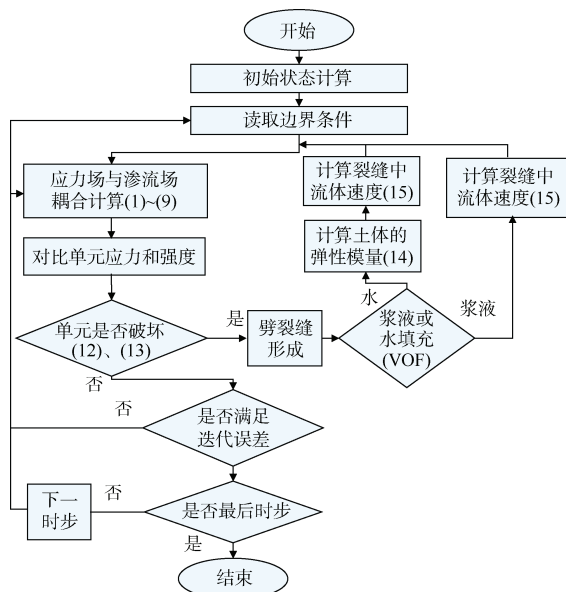 开始
初始状态计算
读取边界条件
应力场与渗流场
耦合计算(1)~(9)
计算裂缝中
流体速度(15)
计算裂缝中
流体速度(15)
对比单元应力和强度
计算土体的
弹性模量(14)
水
浆液
单元是否破坏
(12)、(13)
是
劈裂缝
形成
浆液或
水填充
(VOF)
否
否
是否满足
迭代误差
下一
时步
否
是否最后时步
是
结束